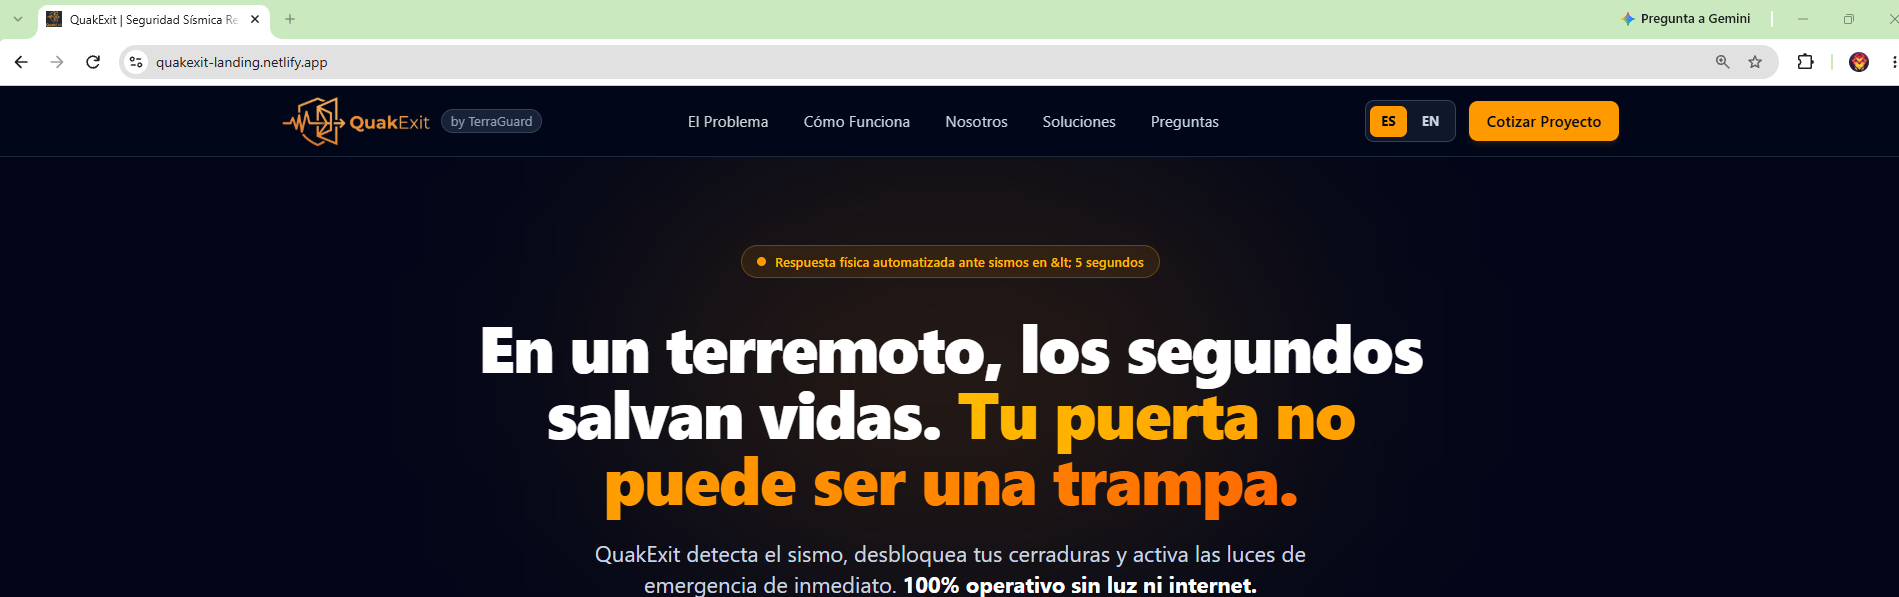 QuakExit | Seguridad Sísmica Re
Pregunta a Gemini
quakexit-landing.netlify.app
QuakExit
by TerraGuard
El Problema
Cómo Funciona
Nosotros
Soluciones
Preguntas
ES
EN
Cotizar Proyecto
Respuesta física automatizada ante sismos en &lt; 5 segundos
En un terremoto, los segundos
salvan vidas. Tu puerta no
puede ser una trampa.
QuakExit detecta el sismo, desbloquea tus cerraduras y activa las luces de
emergencia de inmediato. 100% operativo sin luz ni internet.